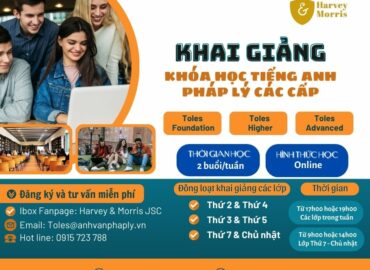 & Harvey
Morris
KHAI GIẢNG
KHÓA HỌC TIẾNG ANH
PHÁP LÝ CÁC CẤP
Toles
Foundation
Toles
Higher
Toles
Advanced
THỜI GIAN HỌC
2 buổi/tuần
HÌNH THỨC HỌC
Online
Đăng ký và tư vấn miễn phí
Ibox Fanpage: Harvey & Morris JSC
Email: Toles@anhvanphaply.vn
Hot line: 0915 723 788
Đồng loạt khai giảng các lớp
Thứ 2 & Thứ 4
Thứ 3 & Thứ 5
Thứ 7 & Chủ nhật
Thời gian
Từ 17h00 hoặc 19h00
Các lớp trong tuần
Từ 9h00 hoặc 14h00
Lớp Thứ 7 - Chủ nhật